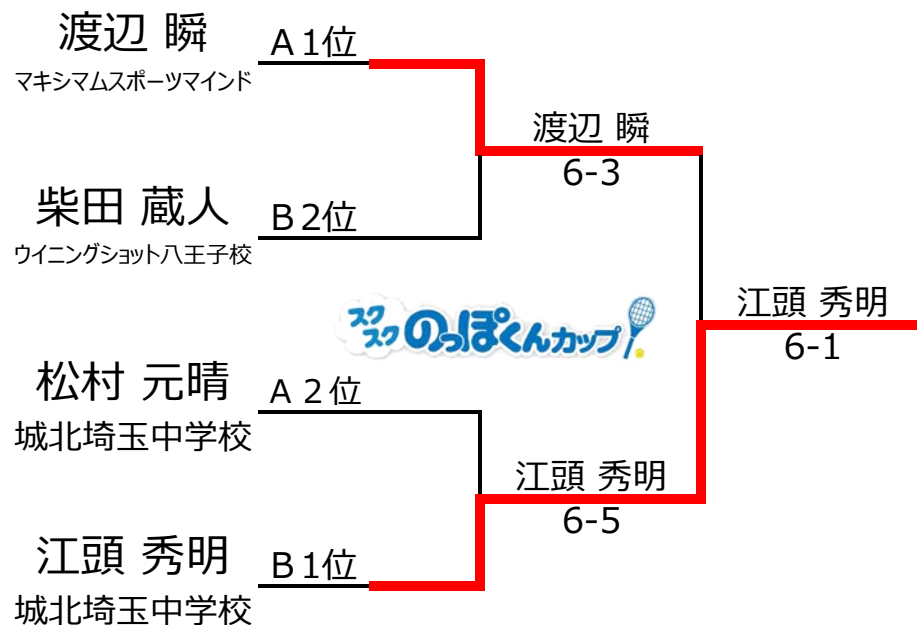 渡辺 瞬
A1位
マキシマムスポーツマインド
渡辺 瞬
6-3
柴田 蔵人
B2位
ウイニングショット八王子校
スクスクのっぽくんカップ
江頭 秀明
6-1
松村 元晴
A 2位
城北埼玉中学校
江頭 秀明
6-5
江頭 秀明
B1位
城北埼玉中学校